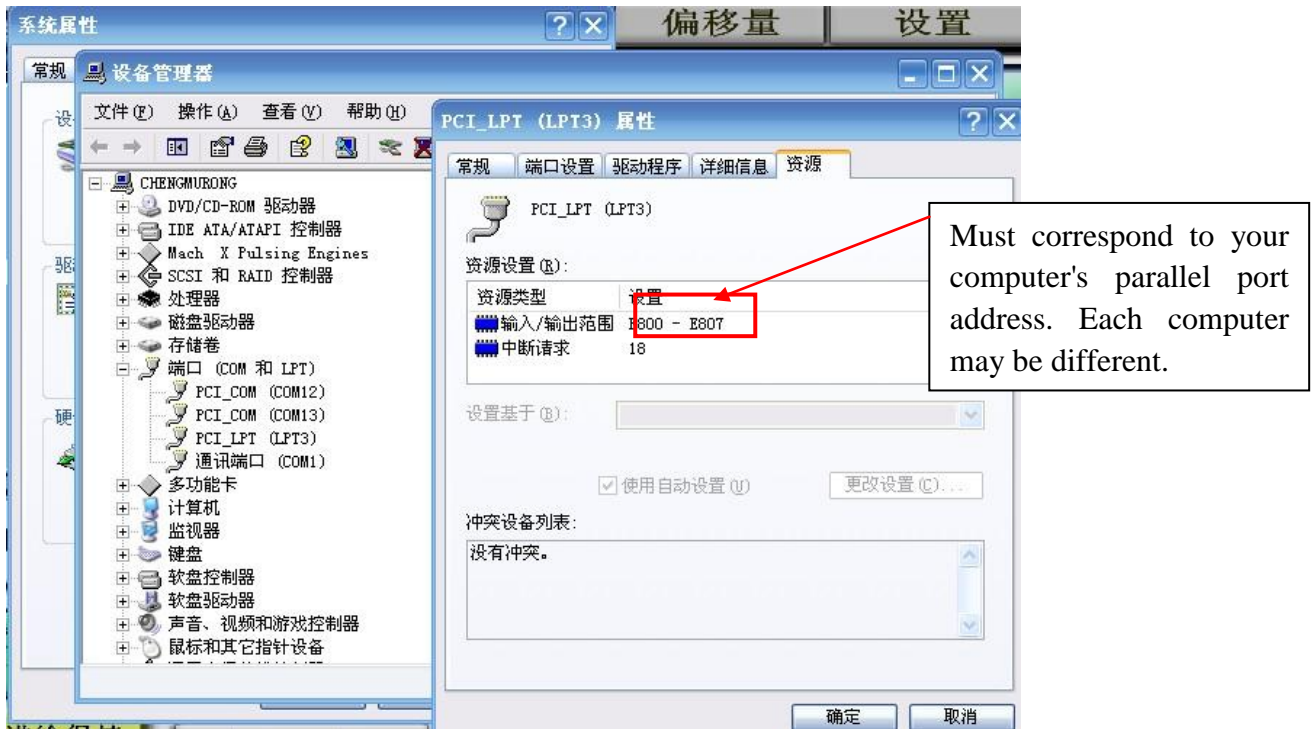 系统属性
偏移量
设置
常规
设备管理器
设
文件(F) 操作(A) 查看(V) 帮助(H)
PCI_LPT (LPT3) 属性
常规 端口设置 驱动程序 详细信息 资源
CHENGMURONG
DVD/CD-ROM 驱动器
IDE ATA/ATAPI 控制器
Mach X Pulsing Engines
SCSI 和 RAID 控制器
处理器
磁盘驱动器
存储卷
端口 (COM 和 LPT)
PCI_COM (COM12)
PCI_COM (COM13)
PCI_LPT (LPT3)
通讯端口 (COM1)
多功能卡
计算机
监视器
键盘
软盘控制器
软盘驱动器
声音、视频和游戏控制器
鼠标和其它指针设备
驱
硬
PCI_LPT (LPT3)
资源设置(R):
资源类型 设置
输入/输出范围 E800 - E807
中断请求 18
设置基于(B):
使用自动设置(U) 更改设置(C)...
冲突设备列表:
没有冲突。
确定 取消
Must correspond to your
computer's parallel port
address. Each computer
may be different.